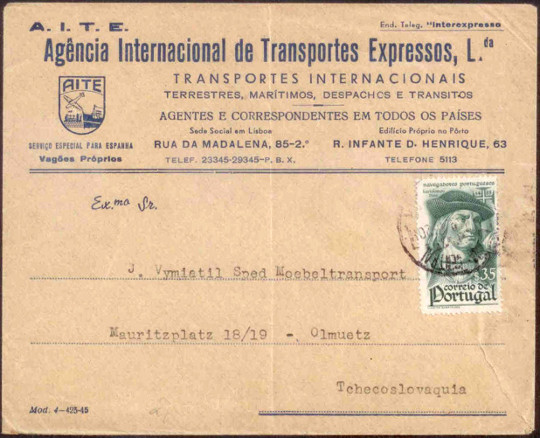 A. I. T. E.
End. Teleg. "Interexpresso
Agência Internacional de Transportes Expressos, L.da
TRANSPORTES INTERNACIONAIS
TERRESTRES, MARÍTIMOS, DESPACHOS E TRANSITOS
AGENTES E CORRESPONDENTES EM TODOS OS PAÍSES
AITE
SERVIÇO ESPECIAL PARA ESPANHA
Vagões Próprios
Sede Social em Lisboa
RUA DA MADALENA, 85-2.º
TELEF. 23345-29345-P. B. X.
Edifício Próprio no Pôrto
R. INFANTE D. HENRIQUE, 63
TELEFONE 5113
Ex.mo Sr.
navegadores portugueses
35
correio de
Portugal
J. Vymiatil Sped Moebeltransport
Mauritzplatz 18/19 - Olmuetz
Tchecoslovaquia
Mod. 4-425-45